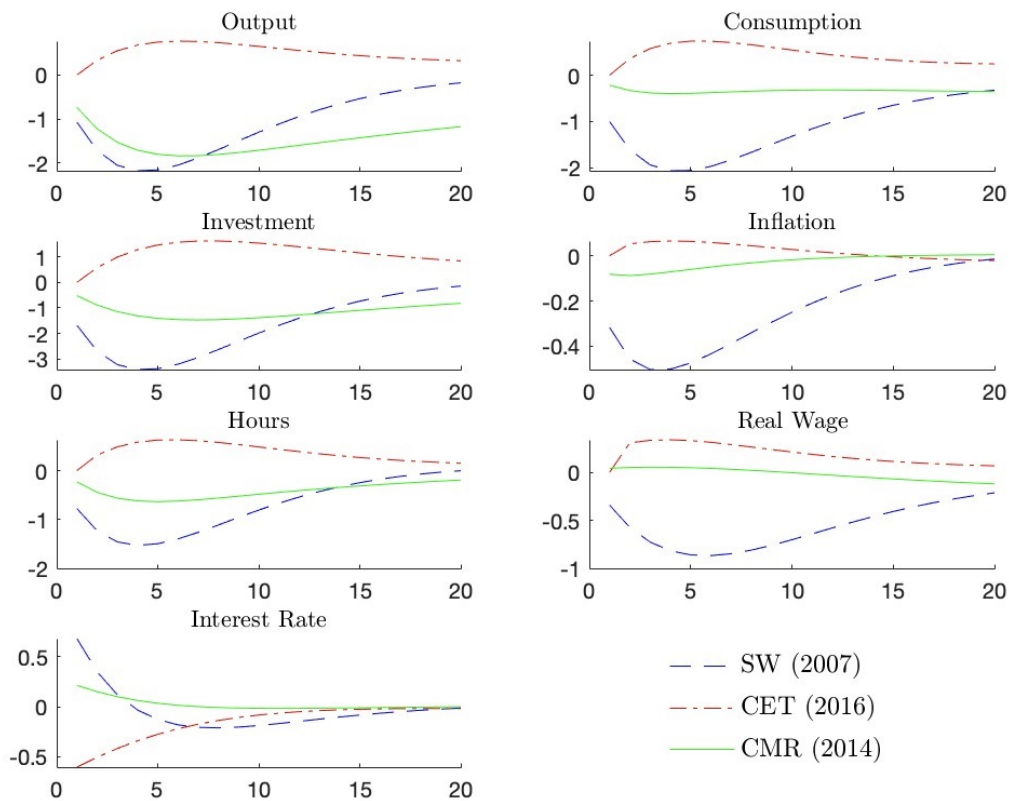 Output
0
-1
-2
0 5 10 15 20
Consumption
0
-1
-2
0 5 10 15 20
Investment
1
0
-1
-2
-3
0 5 10 15 20
Inflation
0
-0.2
-0.4
0 5 10 15 20
Hours
0
-1
-2
0 5 10 15 20
Real Wage
0
-0.5
-1
0 5 10 15 20
Interest Rate
0.5
0
-0.5
0 5 10 15 20
SW (2007)
CET (2016)
CMR (2014)